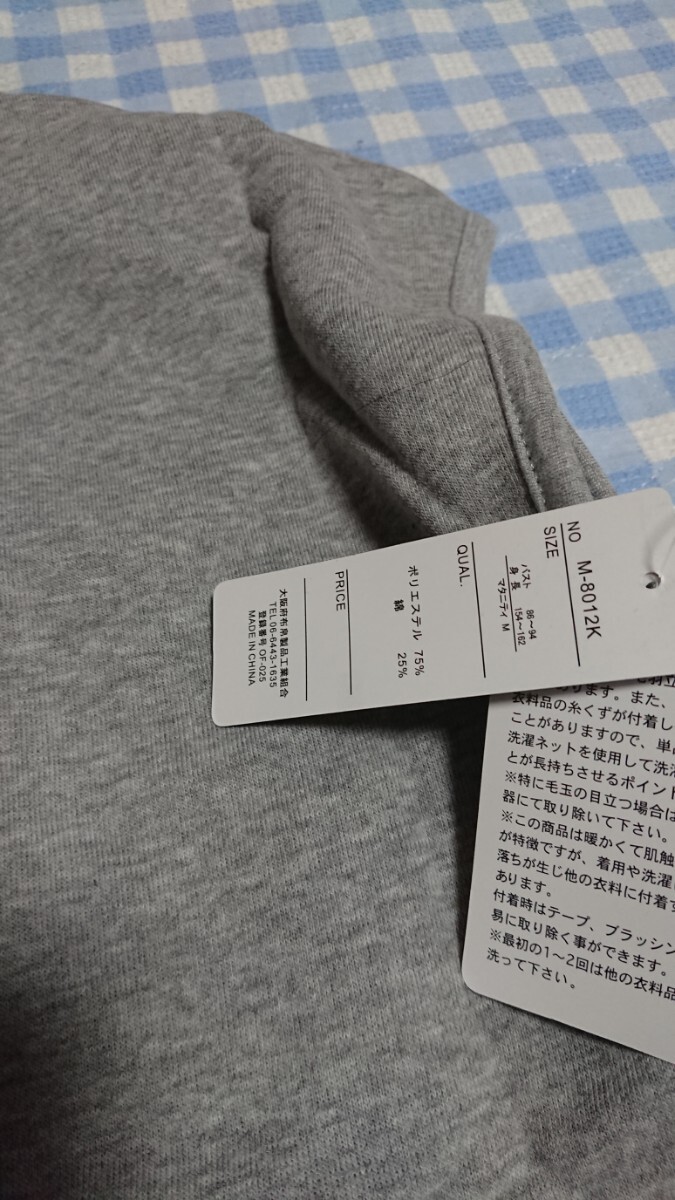 NO M-8012K
SIZE
バスト 86〜94
身長 154〜162
マタニティ M
QUAL.
ポリエステル 75%
綿 25%
PRICE
大阪府布帛製品工業組合
TEL06-6443-1635
登録番号 OF-025
MADE IN CHINA
ります。また、
衣料品の糸くずが付着し
ことがありますので、単
洗濯ネットを使用して洗
とが長持ちさせるポイント
※特に毛玉の目立つ場合は
器にて取り除いて下さい。
※この商品は暖かくて肌触
が特徴ですが、着用や洗濯
落ちが生じ他の衣料に付着す
あります。
付着時はテープ、ブラッシン
易に取り除く事ができます。
※最初の1〜2回は他の衣料品
洗って下さい。